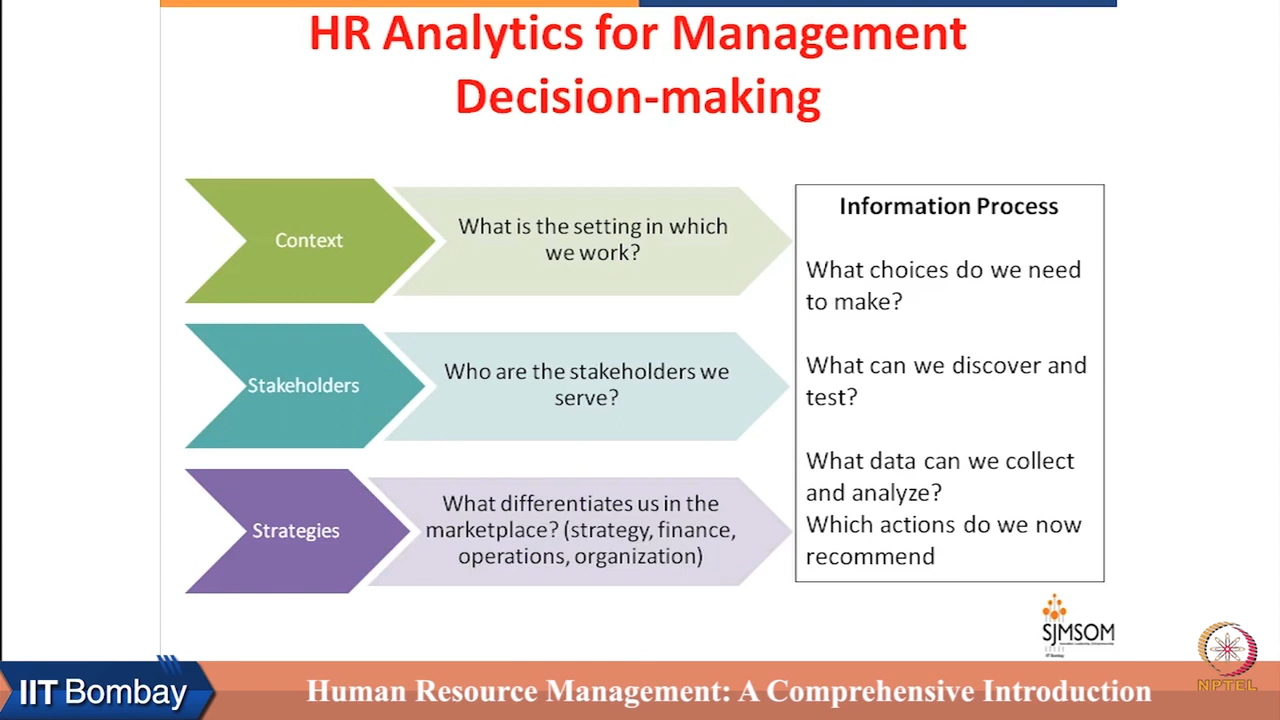 HR Analytics for Management
Decision-making
Context
What is the setting in which
we work?
Stakeholders
Who are the stakeholders we
serve?
Strategies
What differentiates us in the
marketplace? (strategy, finance,
operations, organization)
Information Process
What choices do we need
to make?
What can we discover and
test?
What data can we collect
and analyze?
Which actions do we now
recommend
SJMSOM
IIT Bombay
NPTEL
IIT Bombay
Human Resource Management: A Comprehensive Introduction